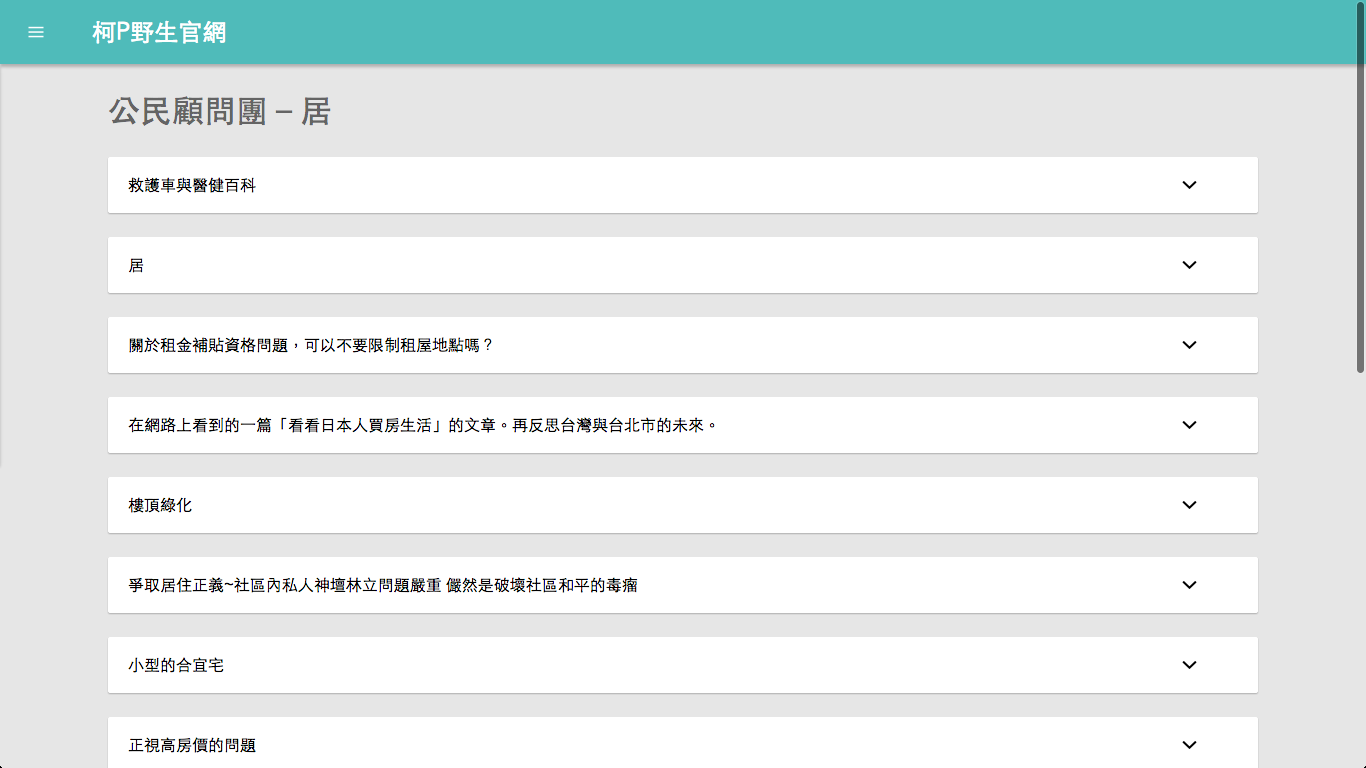 柯P野生官網
公民顧問團 – 居
救護車與醫健百科
居
關於租金補貼資格問題，可以不要限制租屋地點嗎？
在網路上看到的一篇「看看日本人買房生活」的文章。再反思台灣與台北市的未來。
樓頂綠化
爭取居住正義~社區內私人神壇林立問題嚴重 儼然是破壞社區和平的毒瘤
小型的合宜宅
正視高房價的問題